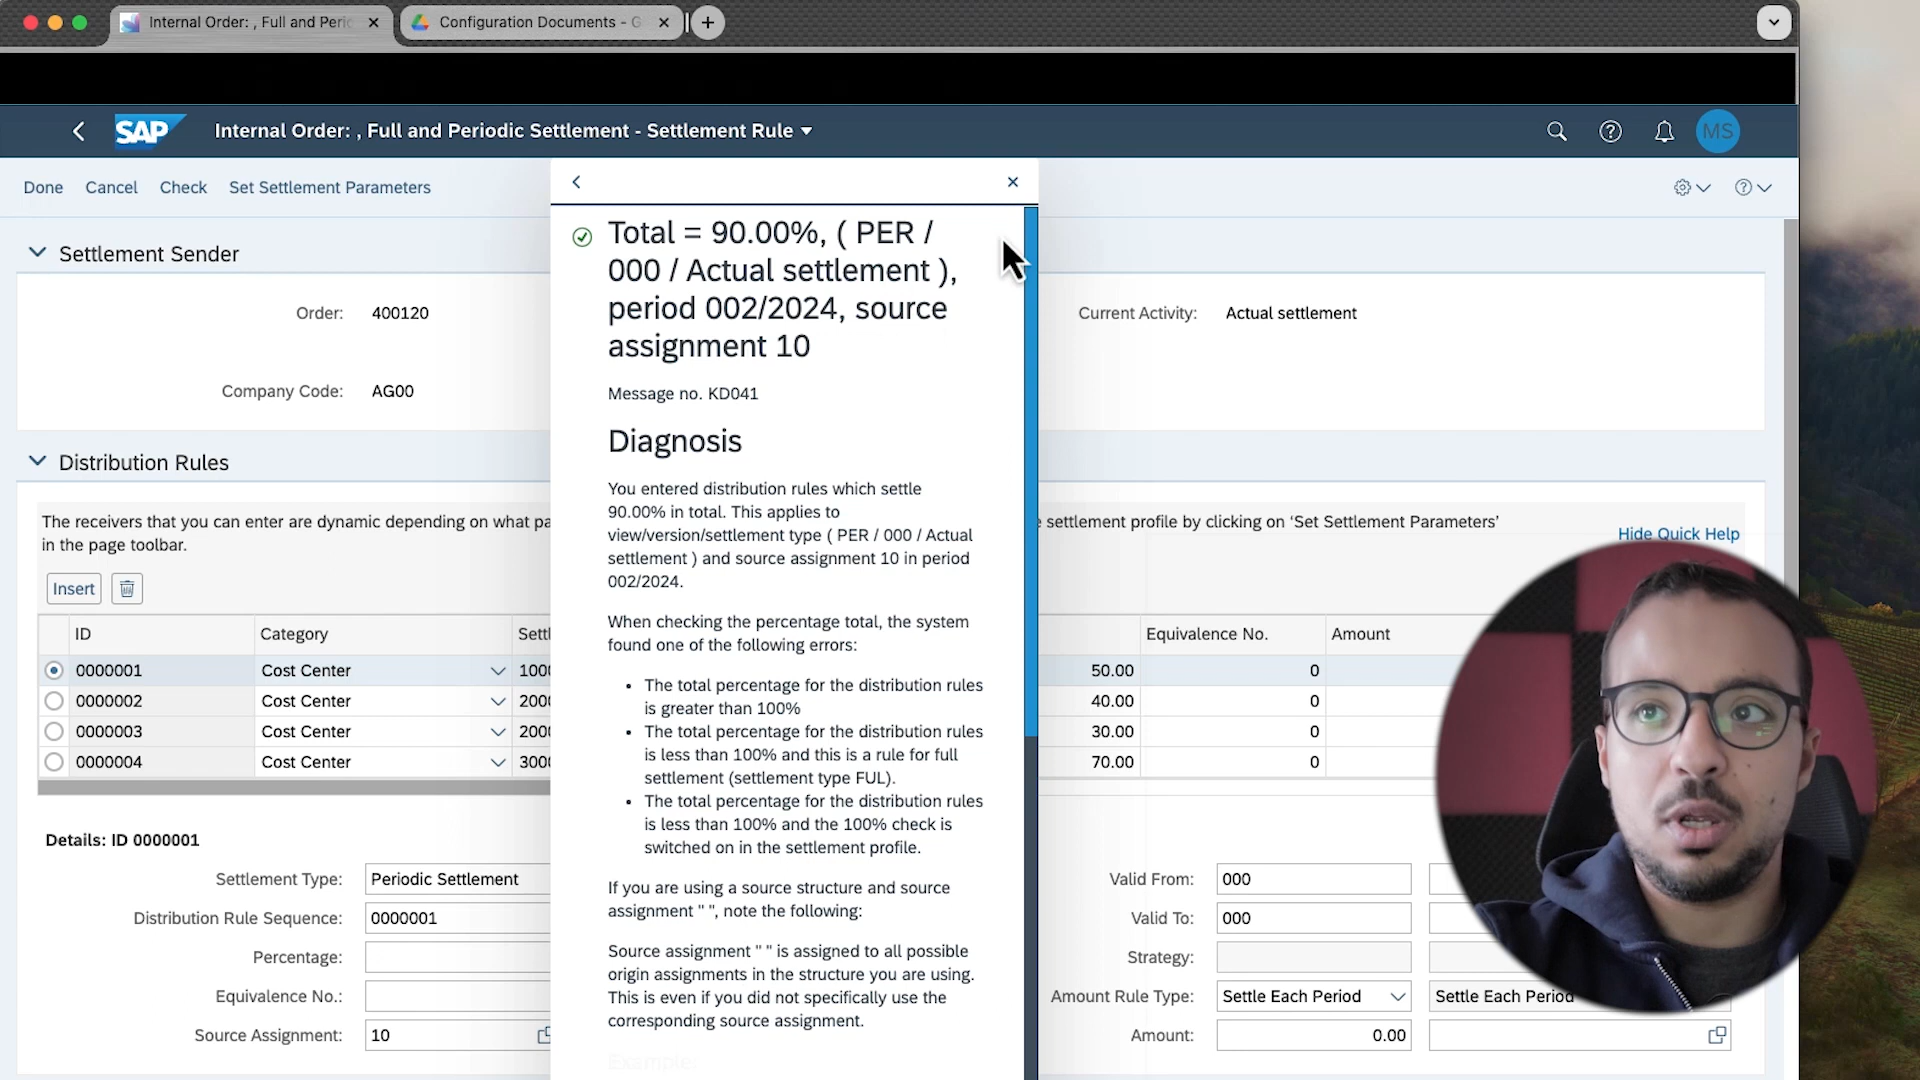 Internal Order: , Full and Peri
Configuration Documents - G
SAP
Internal Order: , Full and Periodic Settlement - Settlement Rule
MS
Done
Cancel
Check
Set Settlement Parameters
Settlement Sender
Order: 400120
Current Activity: Actual settlement
Company Code: AG00
Distribution Rules
The receivers that you can enter are dynamic depending on what pa
settlement profile by clicking on ‘Set Settlement Parameters’
in the page toolbar.
Hide Quick Help
Insert
ID Category Settl Equivalence No. Amount
0000001 Cost Center 1000 50.00 0
0000002 Cost Center 2000 40.00 0
0000003 Cost Center 2000 30.00 0
0000004 Cost Center 3000 70.00 0
Details: ID 0000001
Settlement Type: Periodic Settlement
Distribution Rule Sequence: 0000001
Percentage:
Equivalence No.:
Source Assignment: 10
Valid From: 000
Valid To: 000
Strategy:
Amount Rule Type: Settle Each Period Settle Each Period
Amount: 0.00
Total = 90.00%, ( PER /
000 / Actual settlement ),
period 002/2024, source
assignment 10
Message no. KD041
Diagnosis
You entered distribution rules which settle
90.00% in total. This applies to
view/version/settlement type ( PER / 000 / Actual
settlement ) and source assignment 10 in period
002/2024.
When checking the percentage total, the system
found one of the following errors:
• The total percentage for the distribution rules
is greater than 100%
• The total percentage for the distribution rules
is less than 100% and this is a rule for full
settlement (settlement type FUL).
• The total percentage for the distribution rules
is less than 100% and the 100% check is
switched on in the settlement profile.
If you are using a source structure and source
assignment " ", note the following:
Source assignment " " is assigned to all possible
origin assignments in the structure you are using.
This is even if you did not specifically use the
corresponding source assignment.
Example: